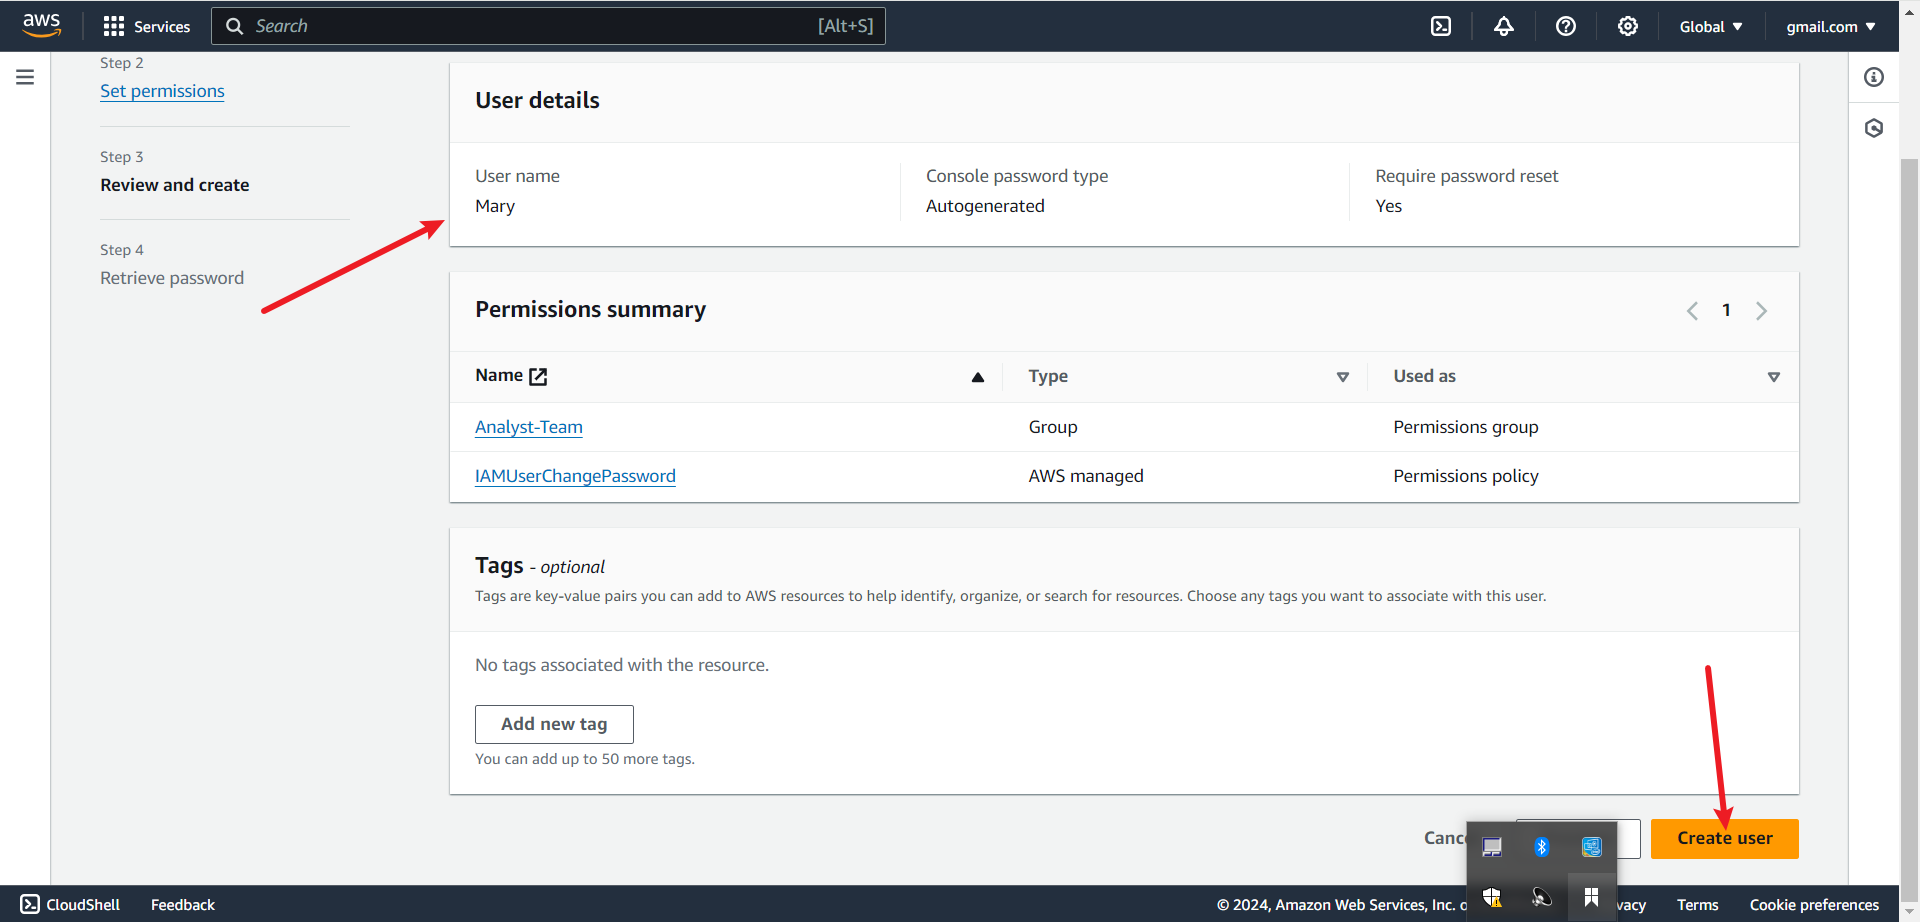 aws
Services
Search
[Alt+S]
Global
gmail.com
Step 2
Set permissions
Step 3
Review and create
Step 4
Retrieve password
User details
User name
Mary
Console password type
Autogenerated
Require password reset
Yes
Permissions summary
1
Name
Type
Used as
Analyst-Team
Group
Permissions group
IAMUserChangePassword
AWS managed
Permissions policy
Tags - optional
Tags are key-value pairs you can add to AWS resources to help identify, organize, or search for resources. Choose any tags you want to associate with this user.
No tags associated with the resource.
Add new tag
You can add up to 50 more tags.
Create user
CloudShell
Feedback
© 2024, Amazon Web Services, Inc.
Terms
Cookie preferences